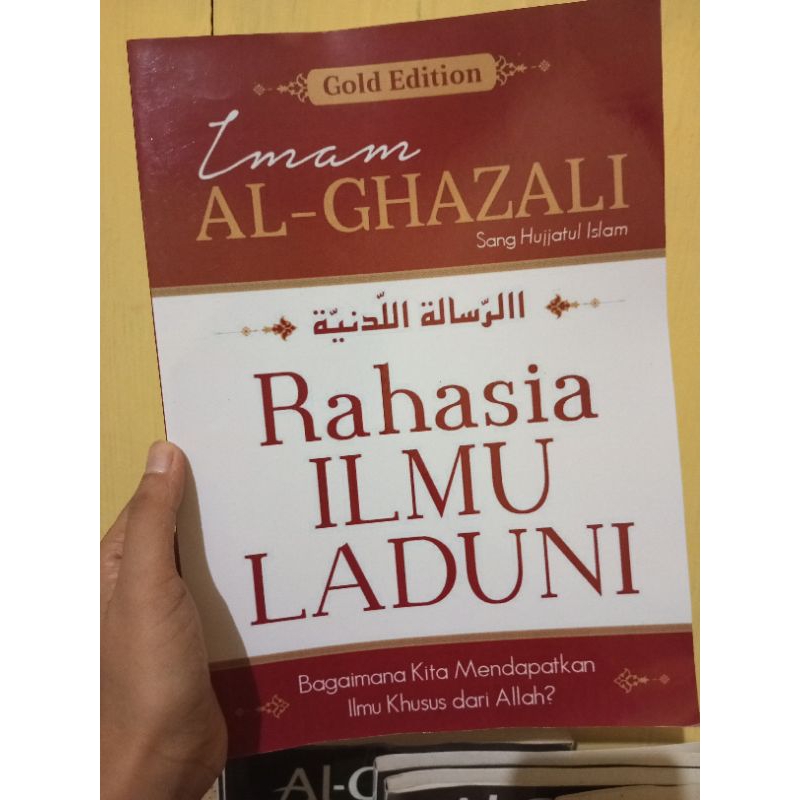 Gold Edition
Imam
AL-GHAZALI
Sang Hujjatul Islam
االرّسالة اللّدنيّة
Rahasia
ILMU
LADUNI
Bagaimana Kita Mendapatkan
Ilmu Khusus dari Allah?